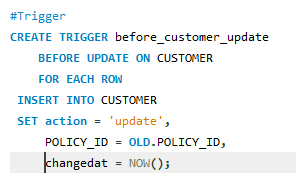 #Trigger
CREATE TRIGGER before_customer_update
BEFORE UPDATE ON CUSTOMER
FOR EACH ROW
INSERT INTO CUSTOMER
SET action = 'update',
POLICY_ID = OLD.POLICY_ID,
changedat = NOW();